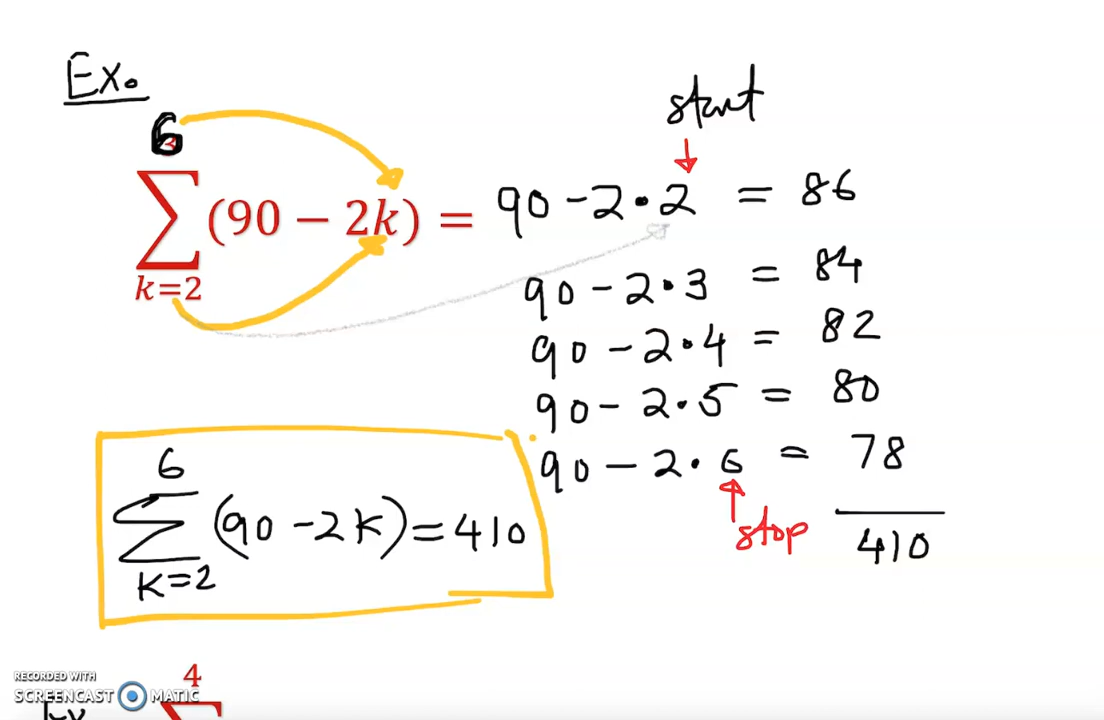 Ex.
start
6
∑ (90 − 2k) = 90 − 2 · 2 = 86
k=2
90 − 2 · 3 = 84
90 − 2 · 4 = 82
90 − 2 · 5 = 80
90 − 2 · 6 = 78
stop
410
6
∑ (90 − 2k) = 410
k=2
RECORDED WITH
SCREENCAST MATIC
4
∑